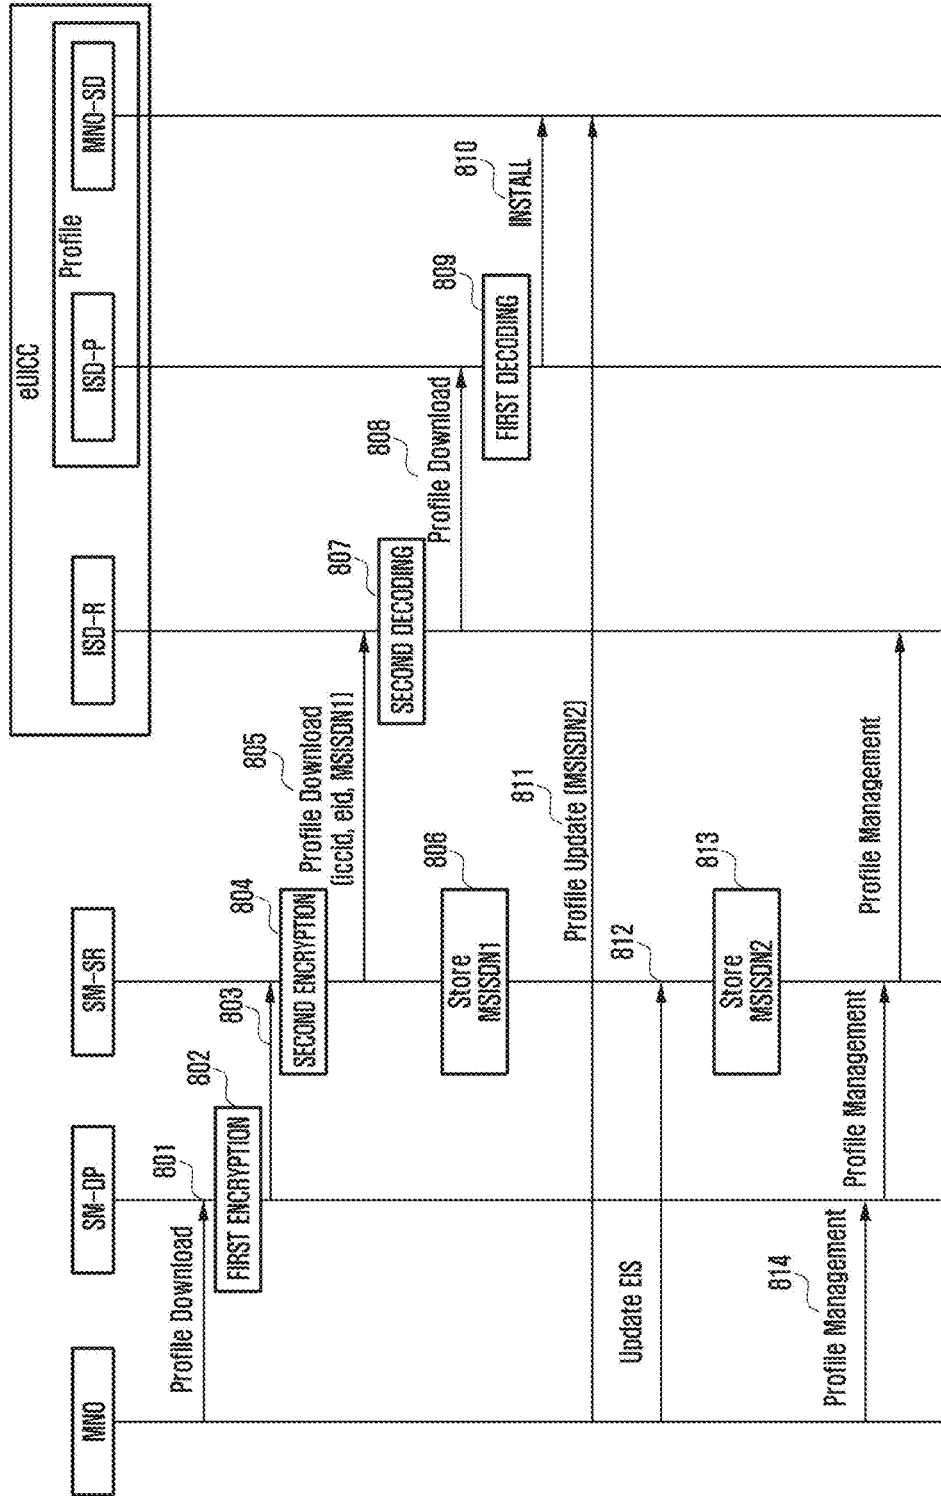 eUICC
Profile
MNO
SM-DP
SM-SR
ISD-R
ISD-P
MNO-SD
Profile Download
801
FIRST ENCRYPTION
802
803
SECOND ENCRYPTION
804
Profile Download
(iccid, eid, MSISDN1)
805
Store
MSISDN1
806
SECOND DECODING
807
Profile Download
808
FIRST DECODING
809
INSTALL
810
Profile Update (MSISDN2)
811
Update EIS
812
Store
MSISDN2
813
Profile Management
814
Profile Management
Profile Management